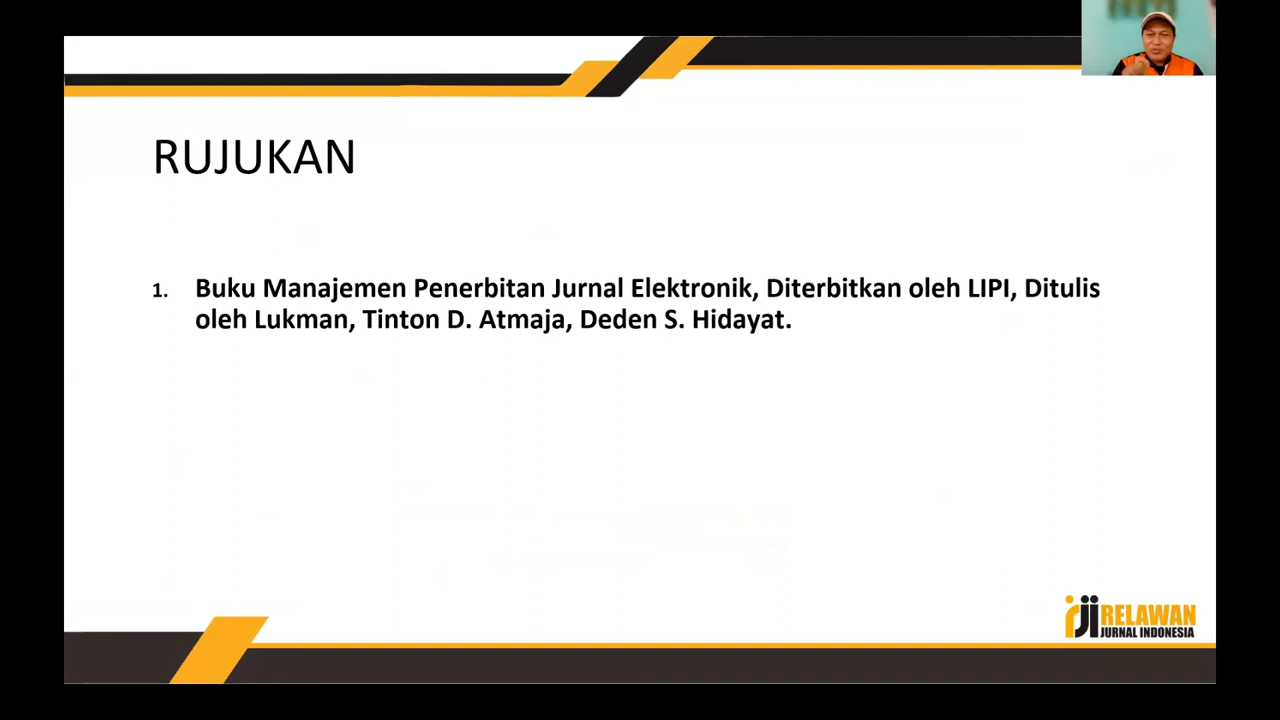 RUJUKAN
1. Buku Manajemen Penerbitan Jurnal Elektronik, Diterbitkan oleh LIPI, Ditulis
oleh Lukman, Tinton D. Atmaja, Deden S. Hidayat.
rji RELAWAN
JURNAL INDONESIA